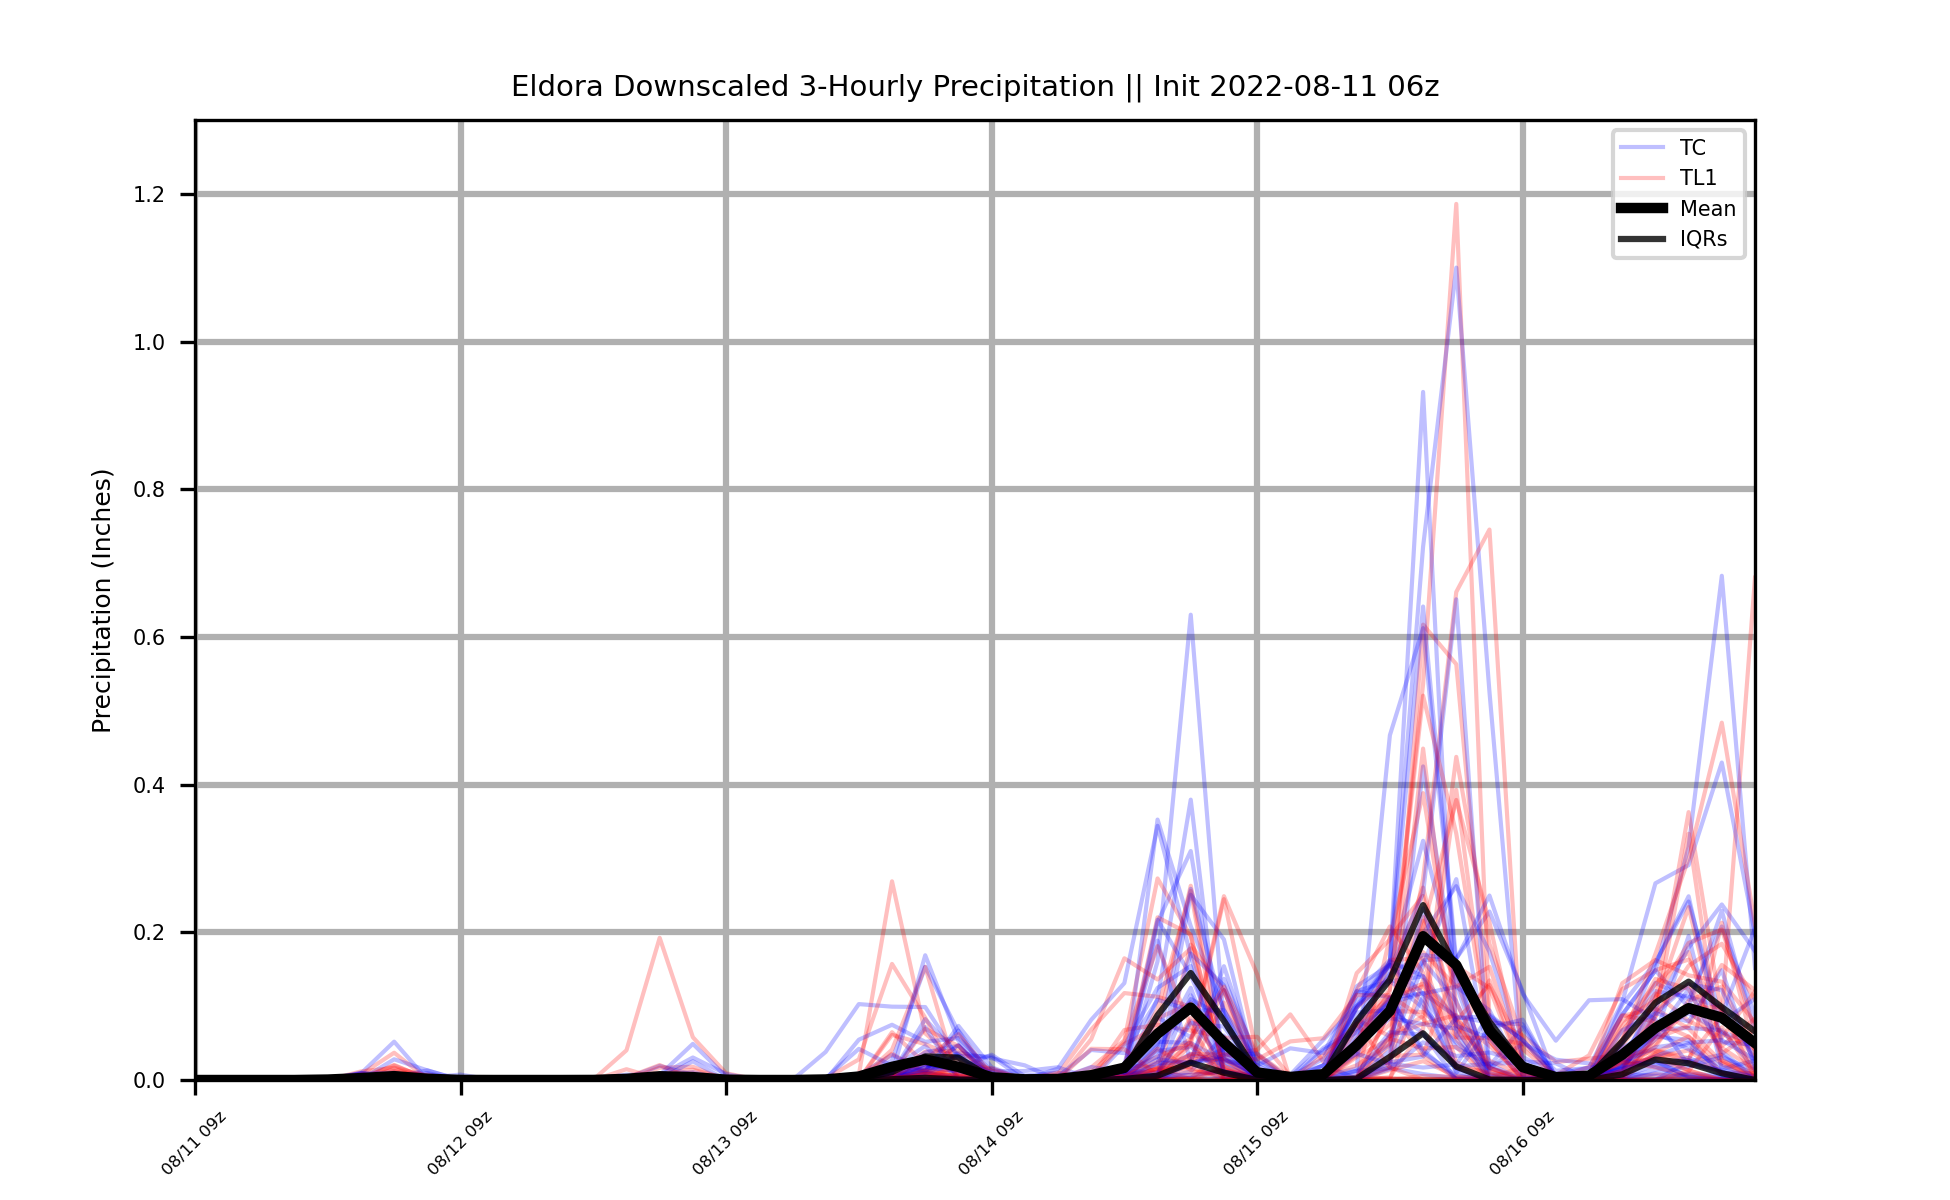 Eldora Downscaled 3-Hourly Precipitation || Init 2022-08-11 06z
TC
TL1
Mean
IQRs
Precipitation (Inches)
1.2
1.0
0.8
0.6
0.4
0.2
0.0
08/11 09z
08/12 09z
08/13 09z
08/14 09z
08/15 09z
08/16 09z